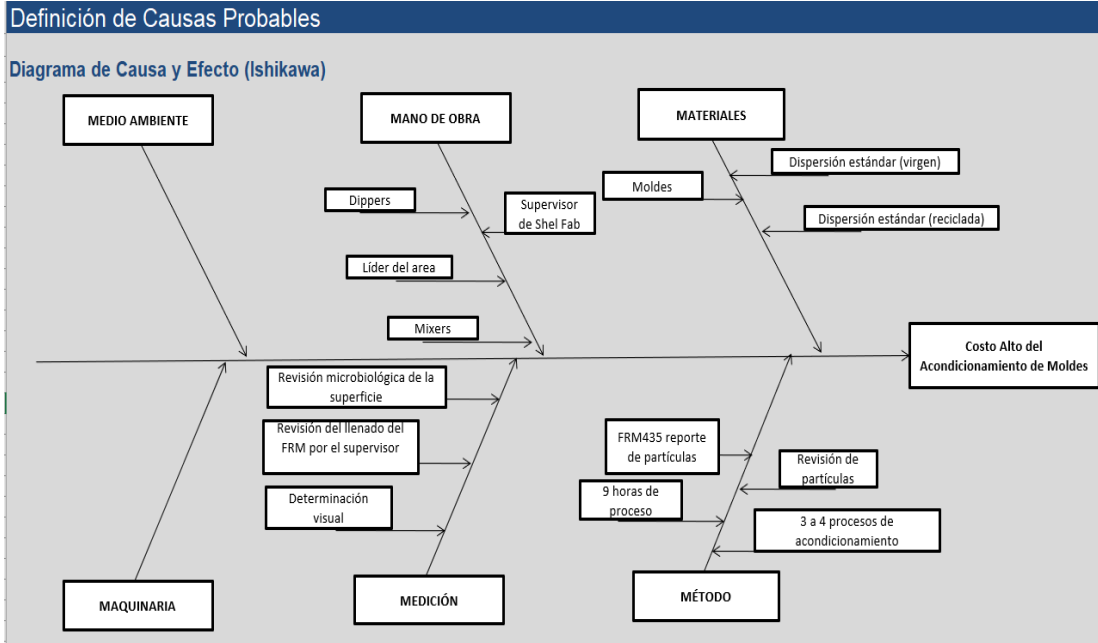 Definición de Causas Probables
Diagrama de Causa y Efecto (Ishikawa)
MEDIO AMBIENTE
MANO DE OBRA
MATERIALES
Dispersión estándar (virgen)
Moldes
Dippers
Supervisor
de Shel Fab
Dispersión estándar (reciclada)
Líder del area
Mixers
Costo Alto del
Acondicionamiento de Moldes
Revisión microbiológica de la
superficie
Revisión del llenado del
FRM por el supervisor
FRM435 reporte
de partículas
Revisión de
partículas
Determinación
visual
9 horas de
proceso
3 a 4 procesos de
acondicionamiento
MAQUINARIA
MEDICIÓN
MÉTODO